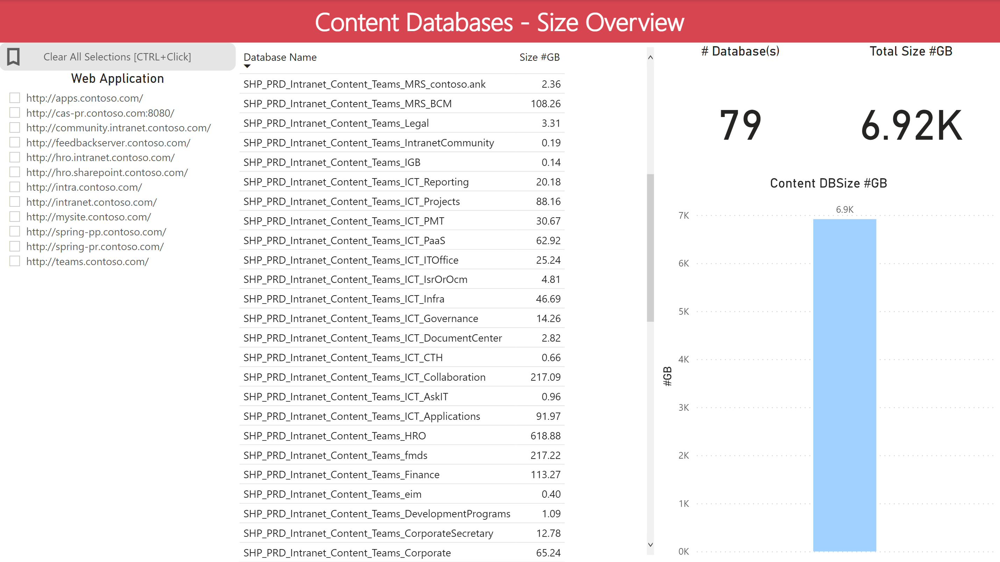 Content Databases - Size Overview
Clear All Selections [CTRL+Click]
Web Application
http://apps.contoso.com/
http://cas-pr.contoso.com:8080/
http://community.intranet.contoso.com/
http://feedbackserver.contoso.com/
http://hro.intranet.contoso.com/
http://hro.sharepoint.contoso.com/
http://intra.contoso.com/
http://intranet.contoso.com/
http://mysite.contoso.com/
http://spring-pp.contoso.com/
http://spring-pr.contoso.com/
http://teams.contoso.com/
Database Name Size #GB
SHP_PRD_Intranet_Content_Teams_MRS_contoso.ank 2.36
SHP_PRD_Intranet_Content_Teams_MRS_BCM 108.26
SHP_PRD_Intranet_Content_Teams_Legal 3.31
SHP_PRD_Intranet_Content_Teams_IntranetCommunity 0.19
SHP_PRD_Intranet_Content_Teams_IGB 0.14
SHP_PRD_Intranet_Content_Teams_ICT_Reporting 20.18
SHP_PRD_Intranet_Content_Teams_ICT_Projects 88.16
SHP_PRD_Intranet_Content_Teams_ICT_PMT 30.67
SHP_PRD_Intranet_Content_Teams_ICT_PaaS 62.92
SHP_PRD_Intranet_Content_Teams_ICT_ITOffice 25.24
SHP_PRD_Intranet_Content_Teams_ICT_IsrOrOcm 4.81
SHP_PRD_Intranet_Content_Teams_ICT_Infra 46.69
SHP_PRD_Intranet_Content_Teams_ICT_Governance 14.26
SHP_PRD_Intranet_Content_Teams_ICT_DocumentCenter 2.82
SHP_PRD_Intranet_Content_Teams_ICT_CTH 0.66
SHP_PRD_Intranet_Content_Teams_ICT_Collaboration 217.09
SHP_PRD_Intranet_Content_Teams_ICT_AskIT 0.96
SHP_PRD_Intranet_Content_Teams_ICT_Applications 91.97
SHP_PRD_Intranet_Content_Teams_HRO 618.88
SHP_PRD_Intranet_Content_Teams_fmds 217.22
SHP_PRD_Intranet_Content_Teams_Finance 113.27
SHP_PRD_Intranet_Content_Teams_eim 0.40
SHP_PRD_Intranet_Content_Teams_DevelopmentPrograms 1.09
SHP_PRD_Intranet_Content_Teams_CorporateSecretary 12.78
SHP_PRD_Intranet_Content_Teams_Corporate 65.24
# Database(s)
79
Total Size #GB
6.92K
Content DBSize #GB
6.9K
7K
6K
5K
4K
3K
2K
1K
0K
#GB